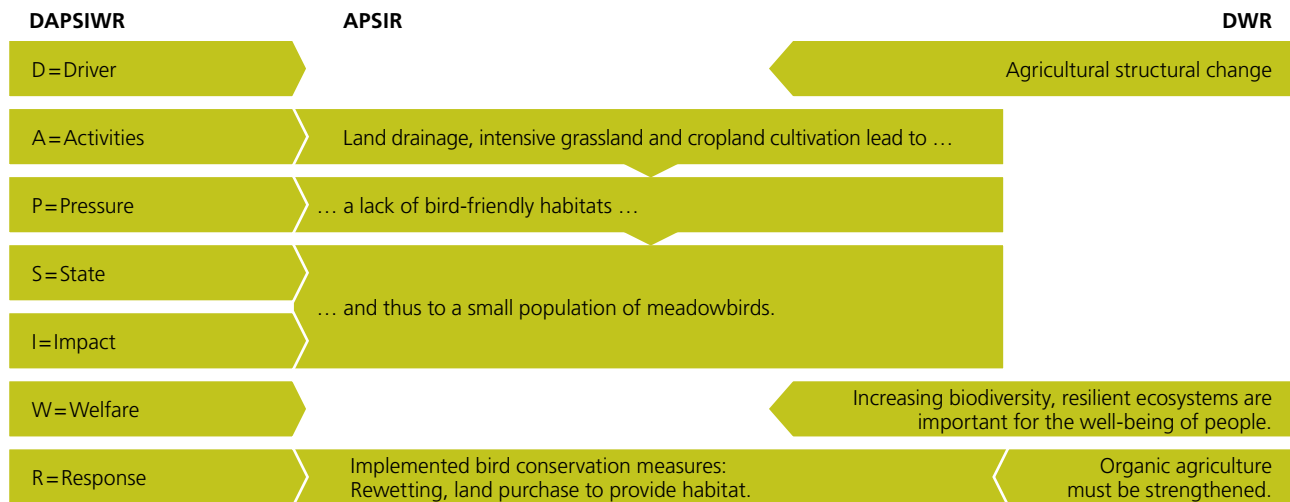 DAPSIWR APSIR DWR
D=Driver Agricultural structural change
A=Activities Land drainage, intensive grassland and cropland cultivation lead to …
P=Pressure … a lack of bird-friendly habitats …
S=State
… and thus to a small population of meadowbirds.
I=Impact
W=Welfare Increasing biodiversity, resilient ecosystems are
important for the well-being of people.
R=Response Implemented bird conservation measures:
Rewetting, land purchase to provide habitat.
Organic agriculture
must be strengthened.